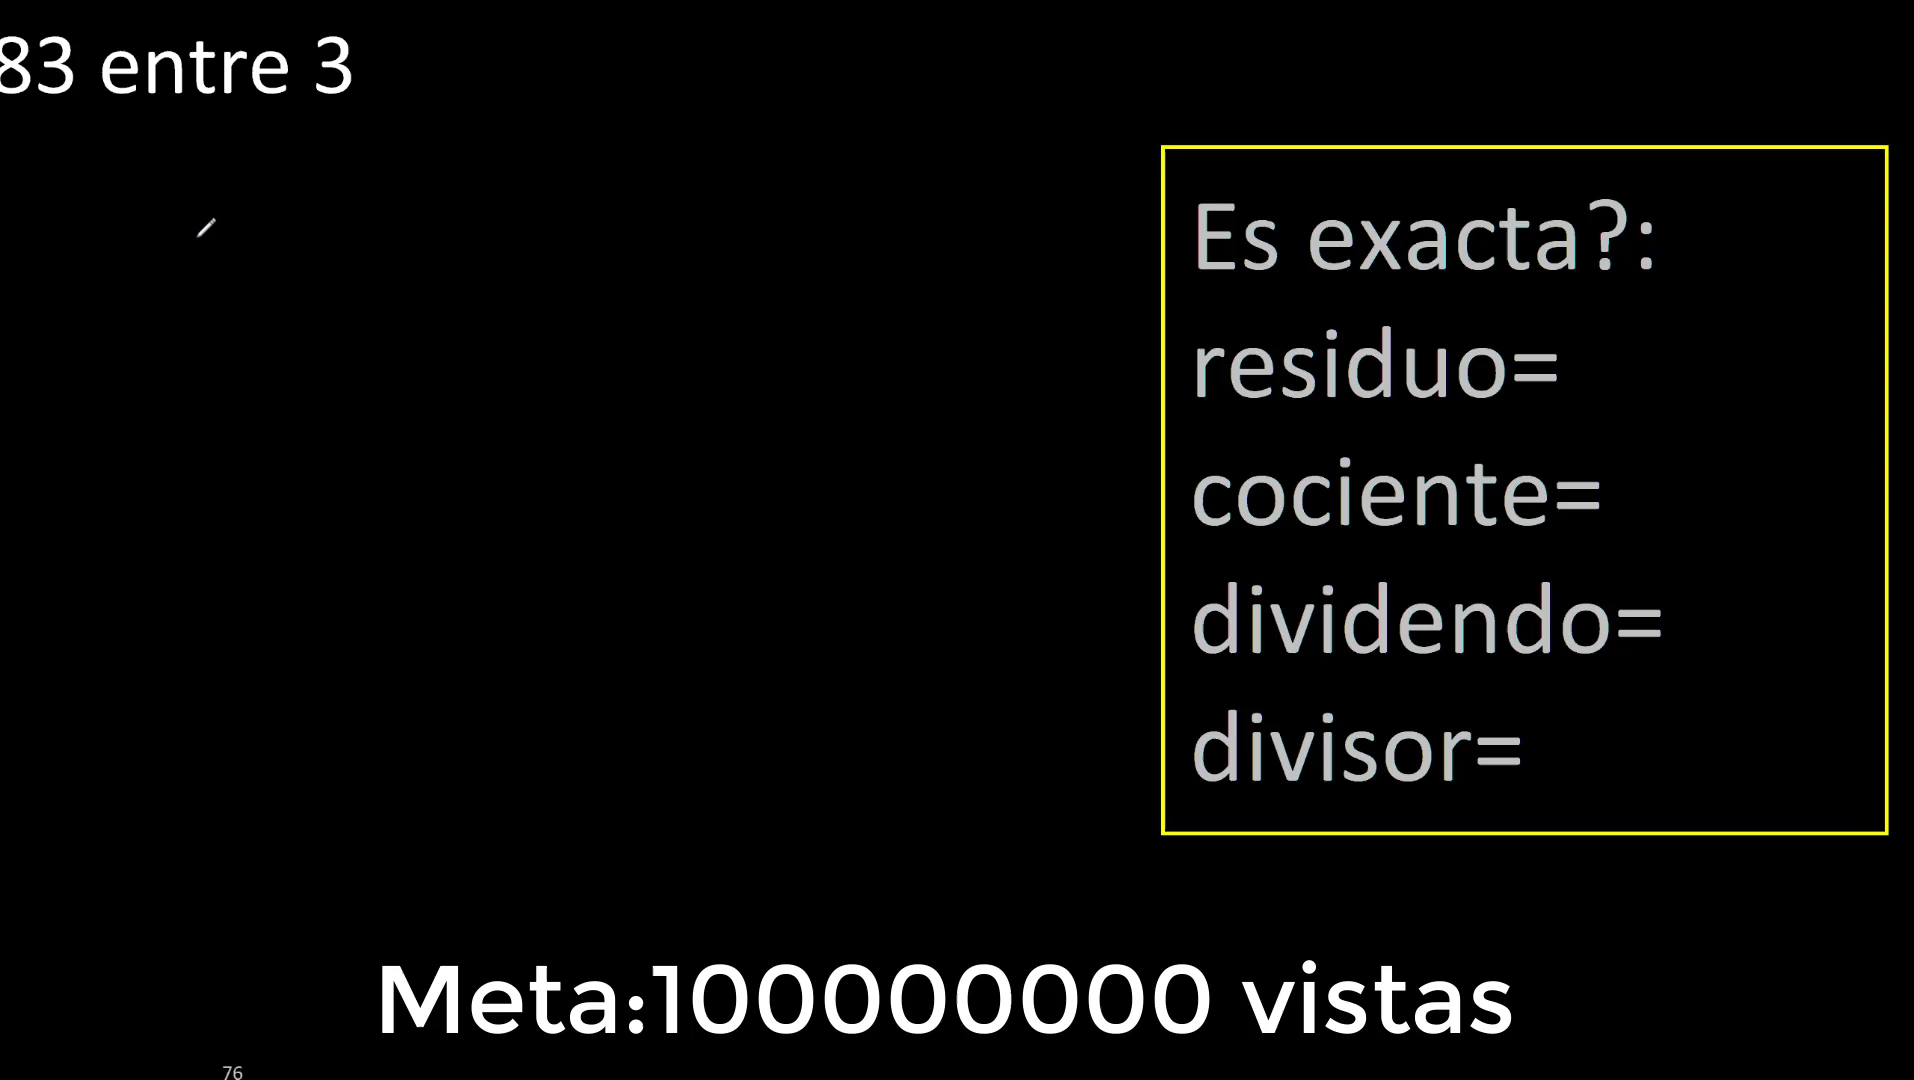 83 entre 3
Es exacta?:
residuo=
cociente=
dividendo=
divisor=
Meta:100000000 vistas
76